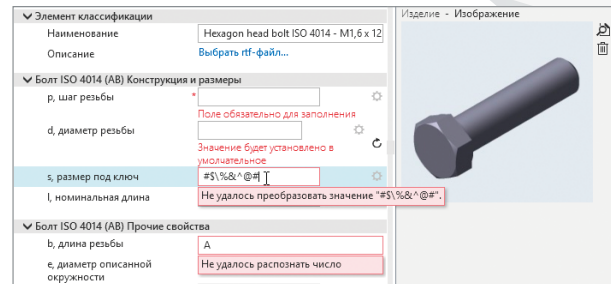 Элемент классификации
Изделие - Изображение
Наименование
Hexagon head bolt ISO 4014 - M1,6 x 12
Описание
Выбрать rtf-файл...
Болт ISO 4014 (AB) Конструкция и размеры
p, шаг резьбы
*
Поле обязательно для заполнения
d, диаметр резьбы
Значение будет установлено в
умолчательное
s, размер под ключ
#$\%&^@#
l, номинальная длина
Не удалось преобразовать значение "#$\%&^@#".
Болт ISO 4014 (AB) Прочие свойства
b, длина резьбы
A
e, диаметр описанной
окружности
Не удалось распознать число